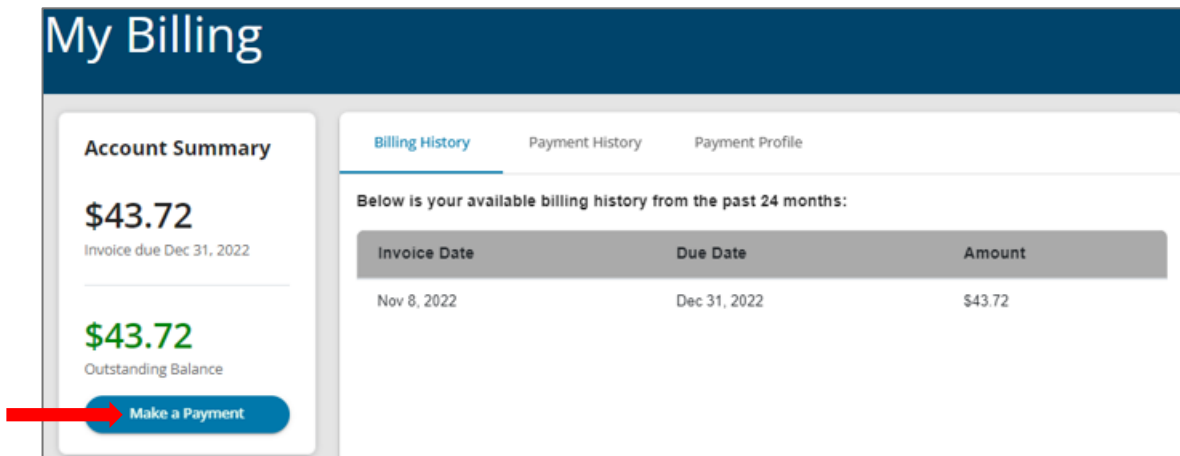 My Billing
Account Summary
$43.72
Invoice due Dec 31, 2022
$43.72
Outstanding Balance
Make a Payment
Billing History Payment History Payment Profile
Below is your available billing history from the past 24 months:
Invoice Date Due Date Amount
Nov 8, 2022 Dec 31, 2022 $43.72